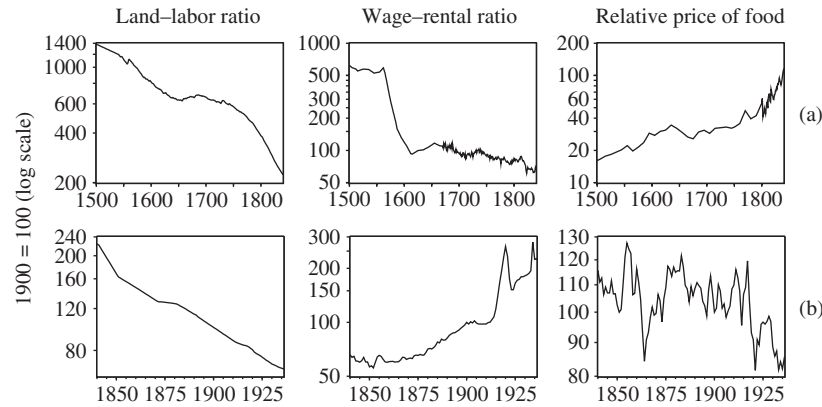 Land–labor ratio
Wage–rental ratio
Relative price of food
1900 = 100 (log scale)
1400
1000
600
400
200
1500 1600 1700 1800
1000
500
300
200
100
50
1500 1600 1700 1800
200
100
60
40
20
10
1500 1600 1700 1800
(a)
240
200
160
120
80
1850 1875 1900 1925
300
200
150
100
50
1850 1875 1900 1925
130
120
110
100
90
80
1850 1875 1900 1925
(b)